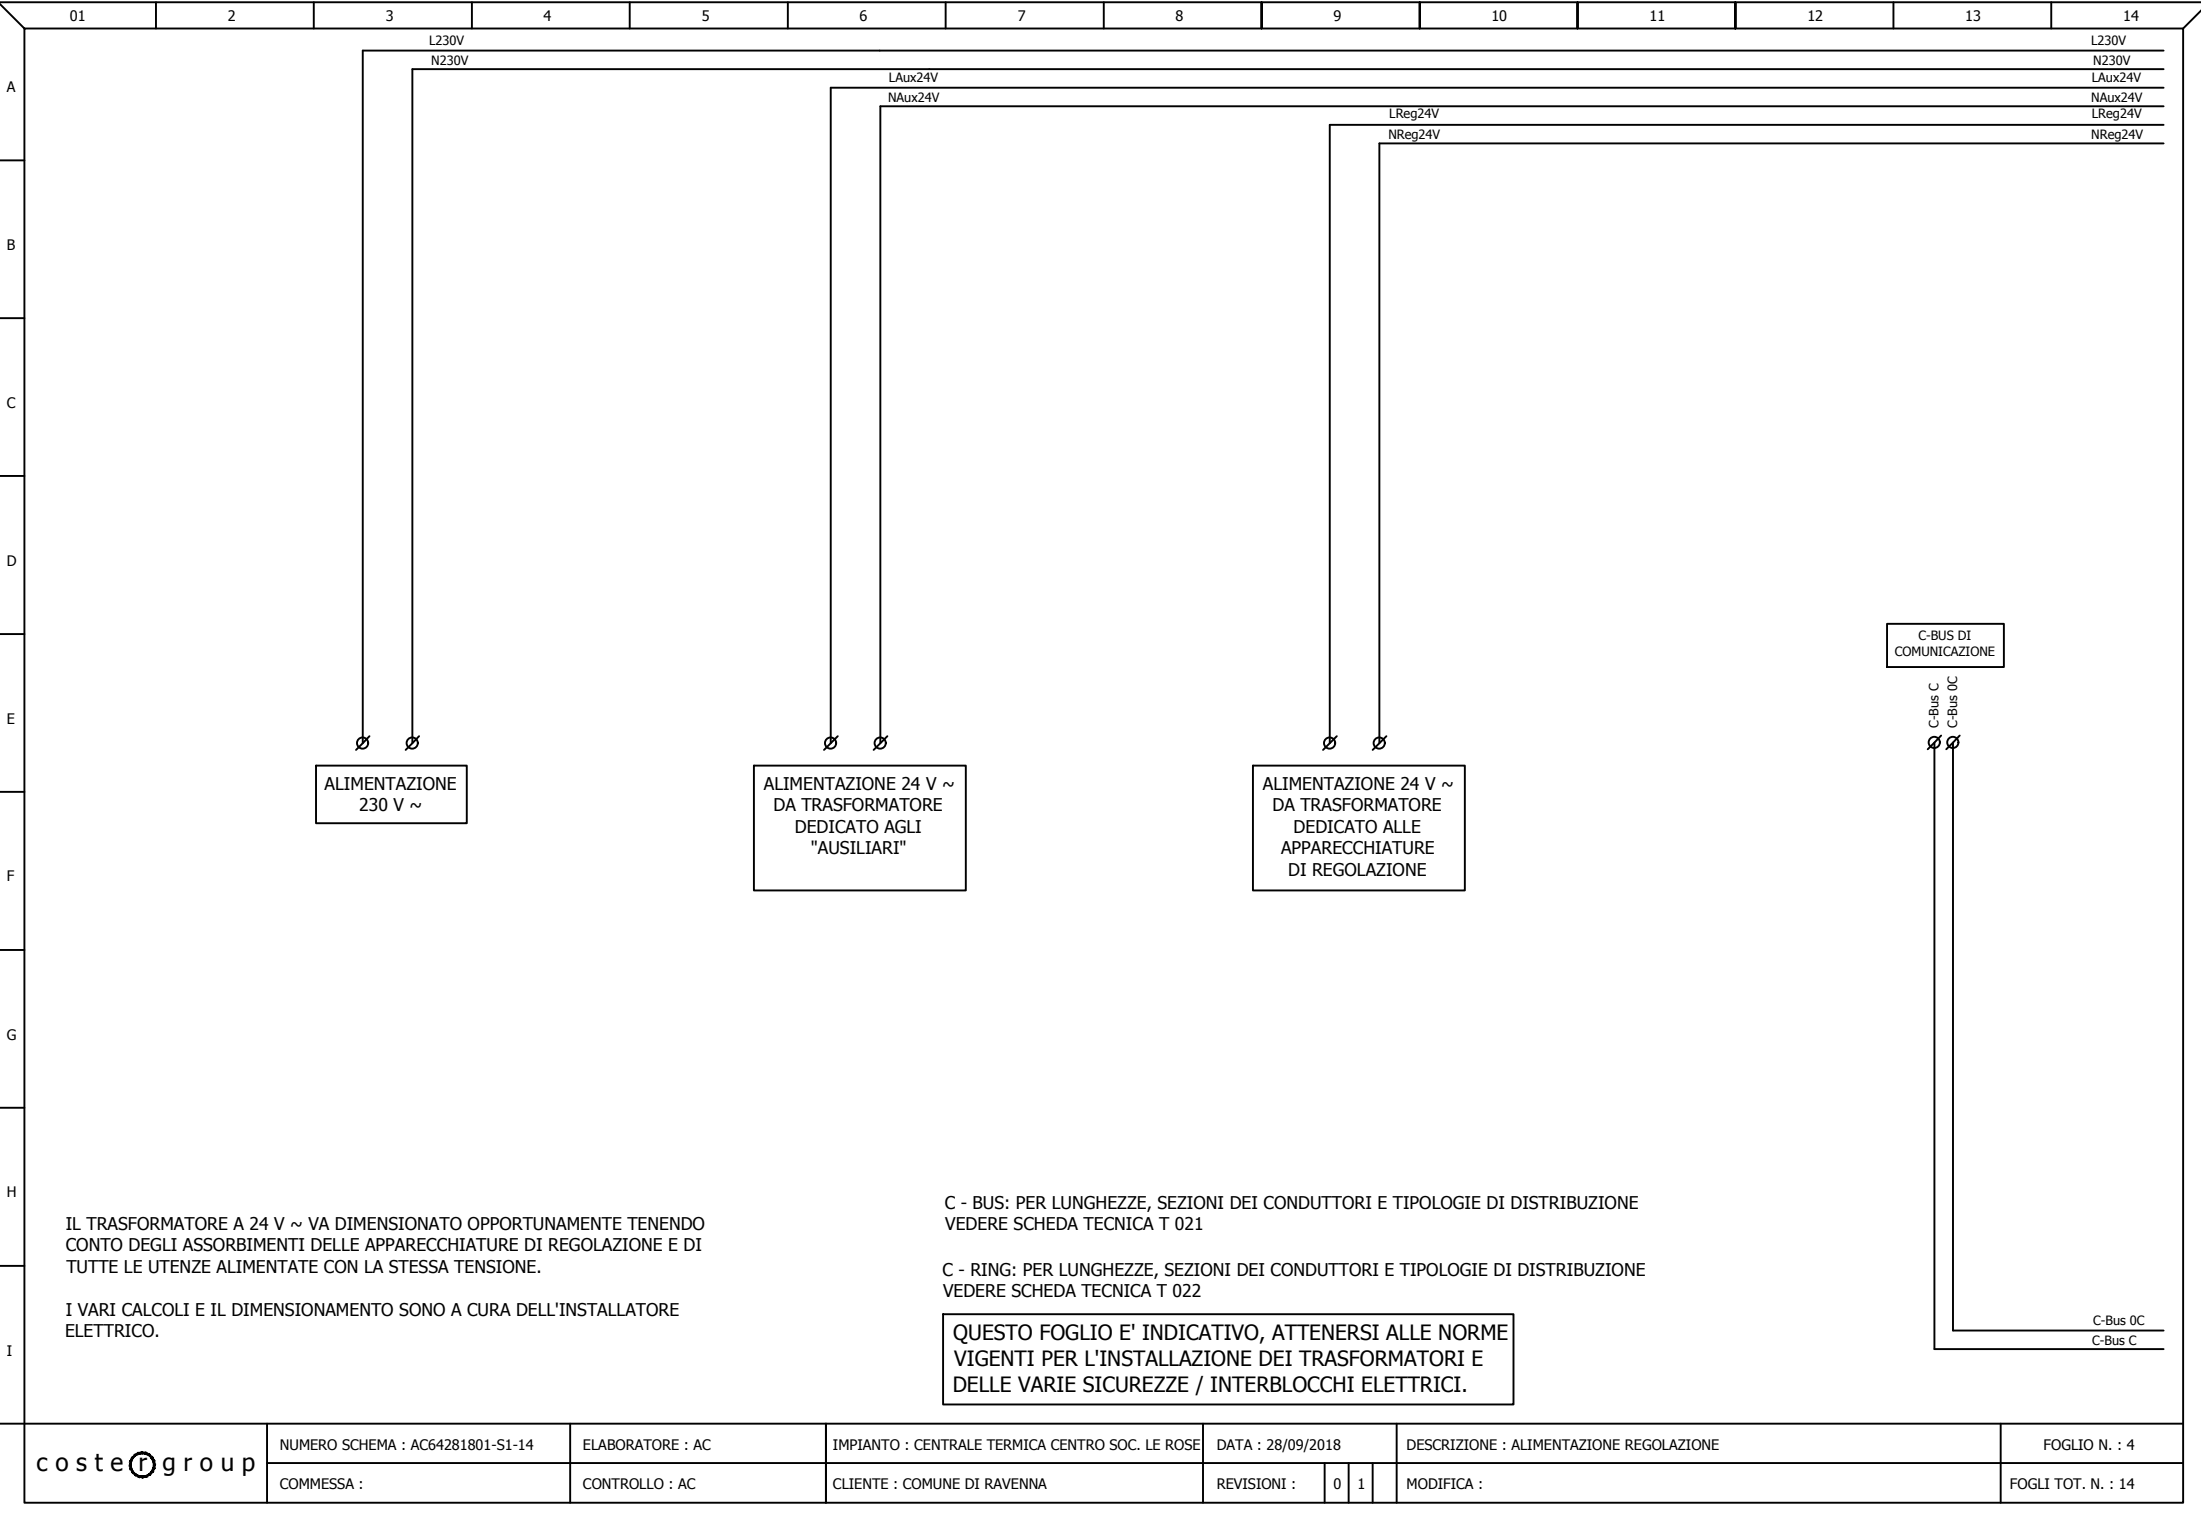 01 2 3 4 5 6 7 8 9 10 11 12 13 14
L230V L230V
N230V N230V
LAux24V LAux24V
NAux24V NAux24V
LReg24V LReg24V
NReg24V NReg24V
A
B
C
D
E
F
G
H
I
C-BUS DI
COMUNICAZIONE
C-Bus C
C-Bus 0C
ALIMENTAZIONE
230 V ~
ALIMENTAZIONE 24 V ~
DA TRASFORMATORE
DEDICATO AGLI
"AUSILIARI"
ALIMENTAZIONE 24 V ~
DA TRASFORMATORE
DEDICATO ALLE
APPARECCHIATURE
DI REGOLAZIONE
IL TRASFORMATORE A 24 V ~ VA DIMENSIONATO OPPORTUNAMENTE TENENDO
CONTO DEGLI ASSORBIMENTI DELLE APPARECCHIATURE DI REGOLAZIONE E DI
TUTTE LE UTENZE ALIMENTATE CON LA STESSA TENSIONE.
I VARI CALCOLI E IL DIMENSIONAMENTO SONO A CURA DELL'INSTALLATORE
ELETTRICO.
C - BUS: PER LUNGHEZZE, SEZIONI DEI CONDUTTORI E TIPOLOGIE DI DISTRIBUZIONE
VEDERE SCHEDA TECNICA T 021
C - RING: PER LUNGHEZZE, SEZIONI DEI CONDUTTORI E TIPOLOGIE DI DISTRIBUZIONE
VEDERE SCHEDA TECNICA T 022
QUESTO FOGLIO E' INDICATIVO, ATTENERSI ALLE NORME
VIGENTI PER L'INSTALLAZIONE DEI TRASFORMATORI E
DELLE VARIE SICUREZZE / INTERBLOCCHI ELETTRICI.
C-Bus 0C
C-Bus C
costergroup
NUMERO SCHEMA : AC64281801-S1-14
COMMESSA :
ELABORATORE : AC
CONTROLLO : AC
IMPIANTO : CENTRALE TERMICA CENTRO SOC. LE ROSE
CLIENTE : COMUNE DI RAVENNA
DATA : 28/09/2018
REVISIONI : 0 1
DESCRIZIONE : ALIMENTAZIONE REGOLAZIONE
MODIFICA :
FOGLIO N. : 4
FOGLI TOT. N. : 14